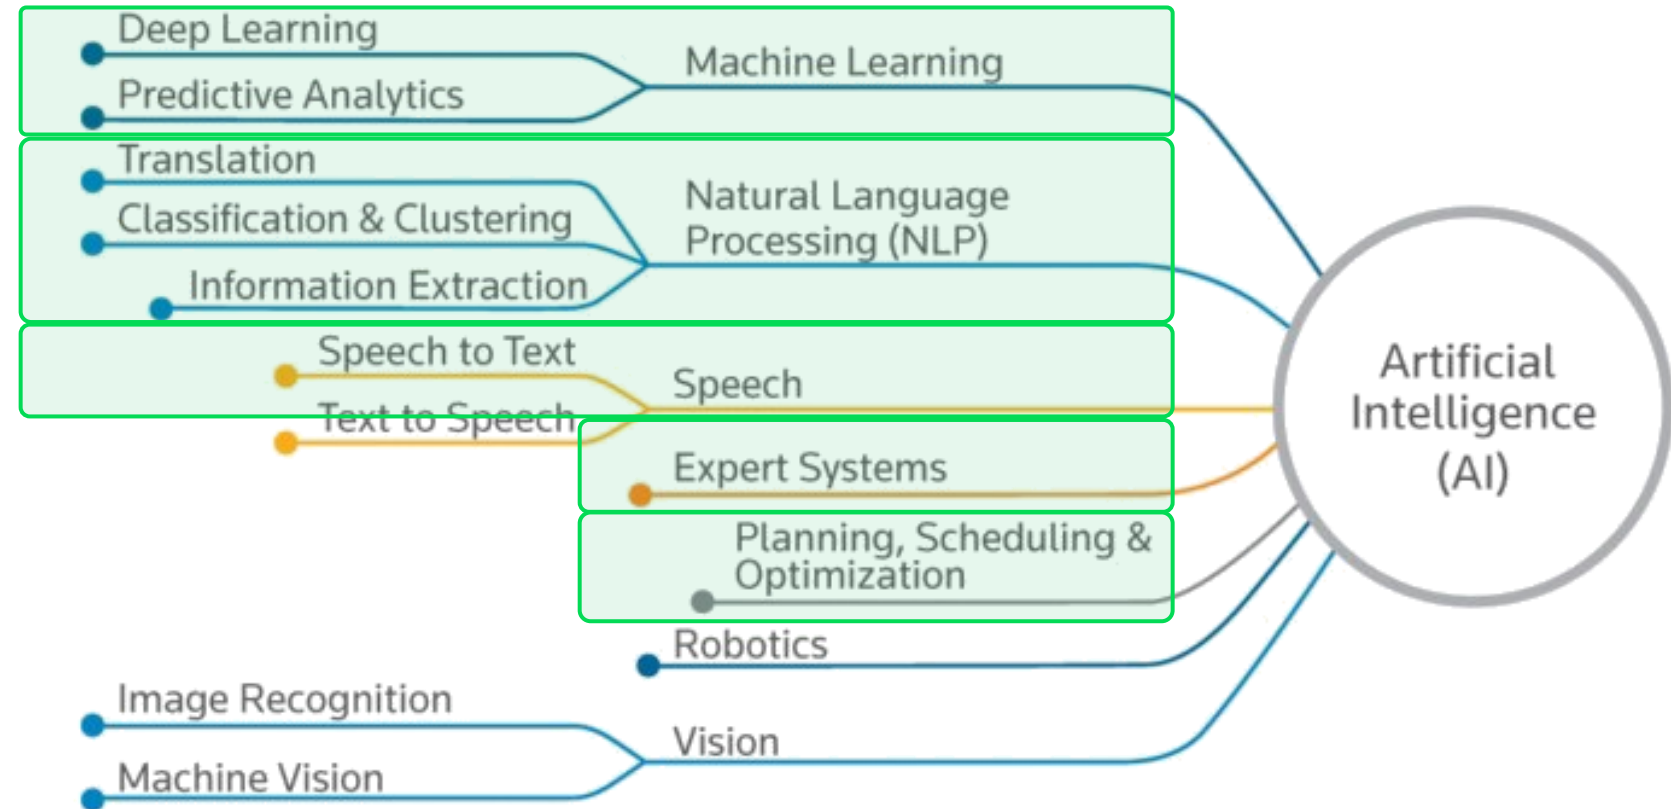 Deep Learning
Predictive Analytics
Machine Learning
Translation
Classification & Clustering
Information Extraction
Natural Language
Processing (NLP)
Speech to Text
Text to Speech
Speech
Expert Systems
Planning, Scheduling &
Optimization
Robotics
Image Recognition
Machine Vision
Vision
Artificial
Intelligence
(AI)